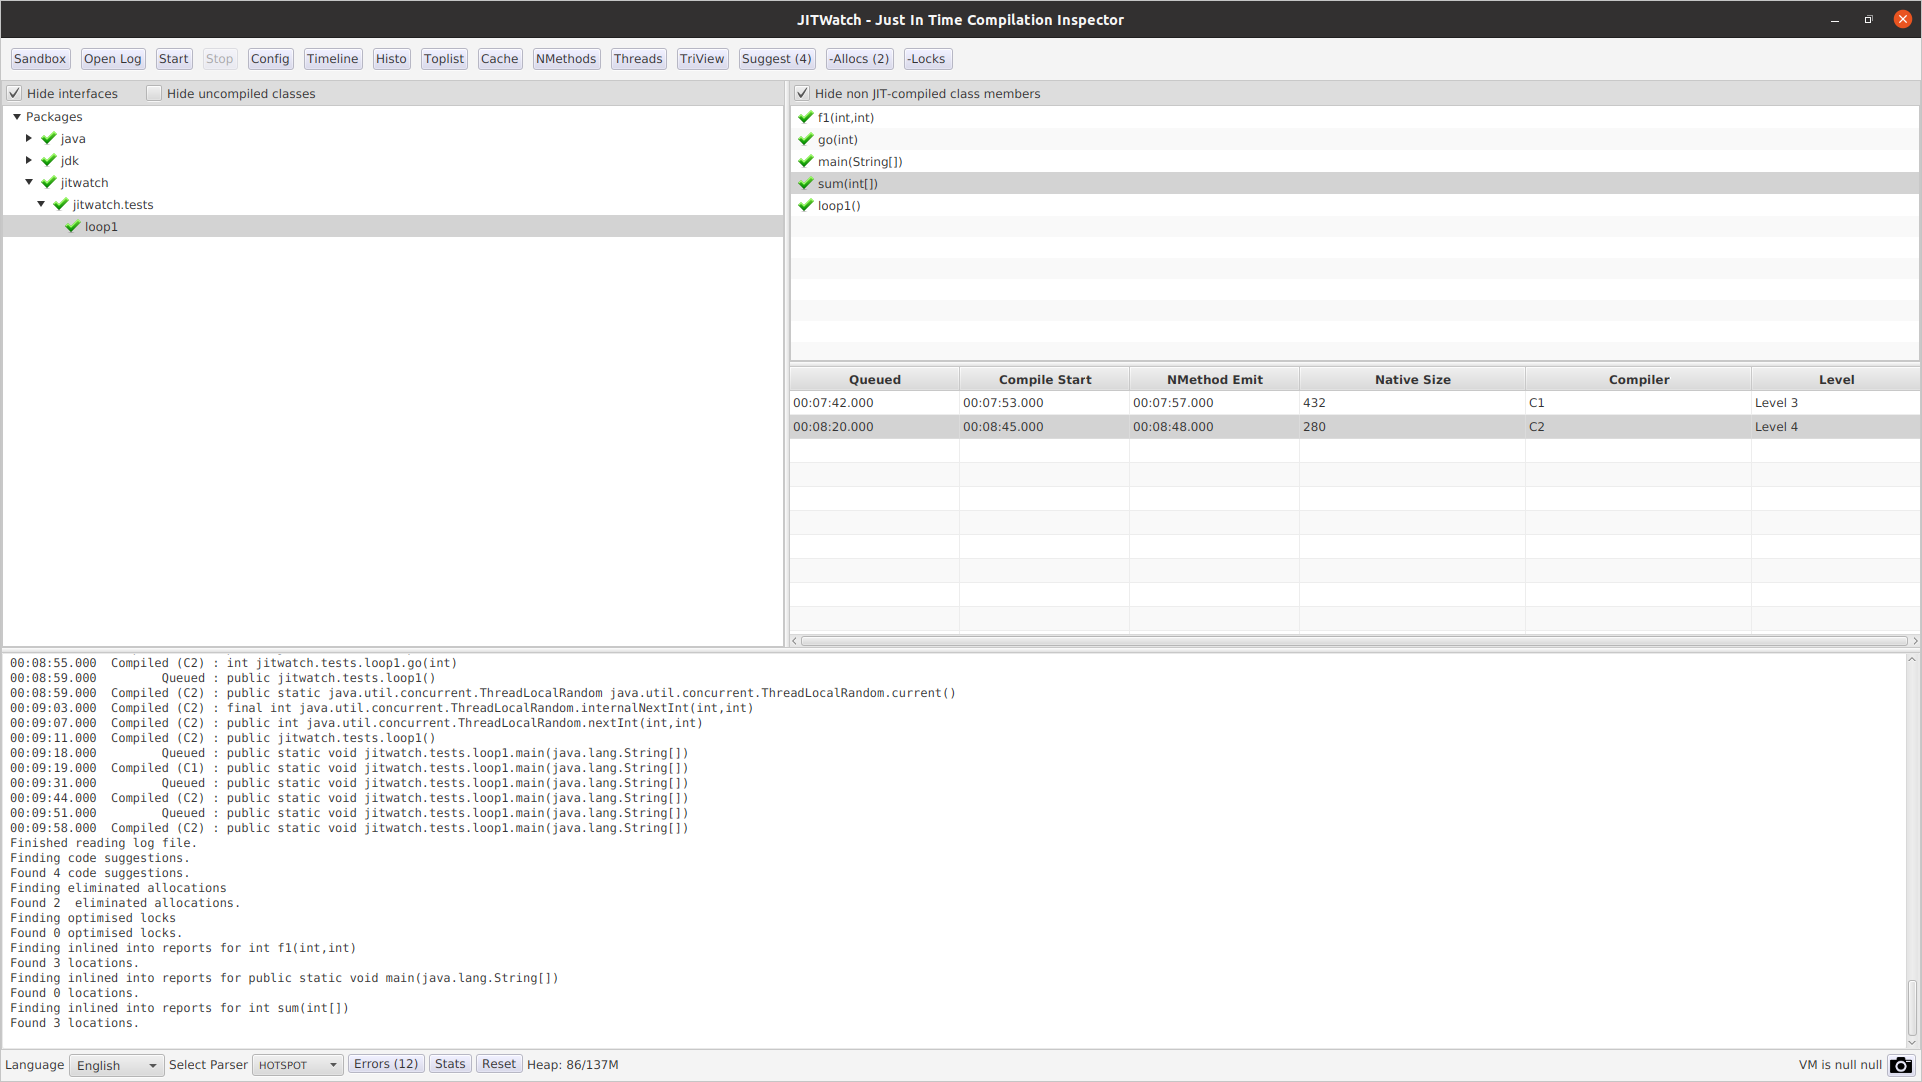 JITWatch - Just In Time Compilation Inspector
Sandbox Open Log Start Stop Config Timeline Histo Toplist Cache NMethods Threads TriView Suggest (4) -Allocs (2) -Locks
Hide interfaces Hide uncompiled classes
Packages
java
jdk
jitwatch
jitwatch.tests
loop1
Hide non JIT-compiled class members
f1(int,int)
go(int)
main(String[])
sum(int[])
loop1()
Queued Compile Start NMethod Emit Native Size Compiler Level
00:07:42.000 00:07:53.000 00:07:57.000 432 C1 Level 3
00:08:20.000 00:08:45.000 00:08:48.000 280 C2 Level 4
00:08:55.000 Compiled (C2) : int jitwatch.tests.loop1.go(int)
00:08:59.000 Queued : public jitwatch.tests.loop1()
00:08:59.000 Compiled (C2) : public static java.util.concurrent.ThreadLocalRandom java.util.concurrent.ThreadLocalRandom.current()
00:09:03.000 Compiled (C2) : final int java.util.concurrent.ThreadLocalRandom.internalNextInt(int,int)
00:09:07.000 Compiled (C2) : public int java.util.concurrent.ThreadLocalRandom.nextInt(int,int)
00:09:11.000 Compiled (C2) : public jitwatch.tests.loop1()
00:09:18.000 Queued : public static void jitwatch.tests.loop1.main(java.lang.String[])
00:09:19.000 Compiled (C1) : public static void jitwatch.tests.loop1.main(java.lang.String[])
00:09:31.000 Queued : public static void jitwatch.tests.loop1.main(java.lang.String[])
00:09:44.000 Compiled (C2) : public static void jitwatch.tests.loop1.main(java.lang.String[])
00:09:51.000 Queued : public static void jitwatch.tests.loop1.main(java.lang.String[])
00:09:58.000 Compiled (C2) : public static void jitwatch.tests.loop1.main(java.lang.String[])
Finished reading log file.
Finding code suggestions.
Found 4 code suggestions.
Finding eliminated allocations
Found 2 eliminated allocations.
Finding optimised locks
Found 0 optimised locks.
Finding inlined into reports for int f1(int,int)
Found 3 locations.
Finding inlined into reports for public static void main(java.lang.String[])
Found 0 locations.
Finding inlined into reports for int sum(int[])
Found 3 locations.
Language English Select Parser HOTSPOT Errors (12) Stats Reset Heap: 86/137M VM is null null